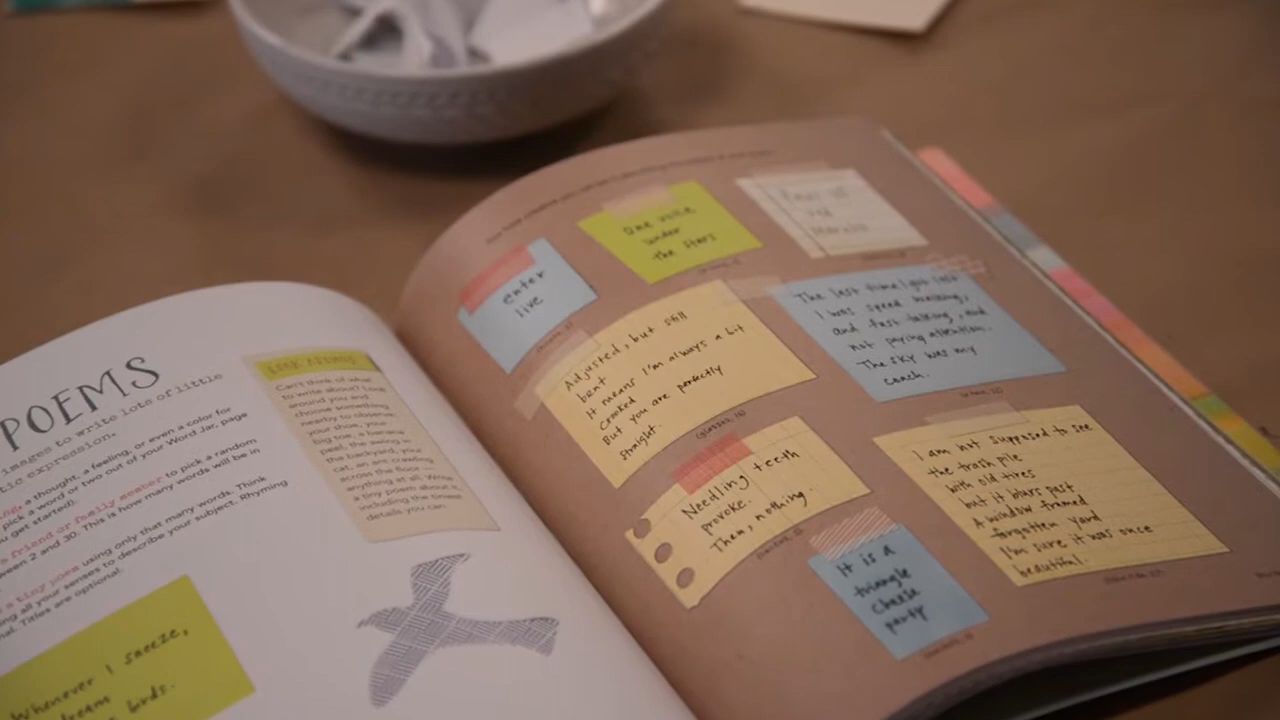 POEMS
images to write lots or little
tic expression.
a thought, a feeling, or even a color for
pick a word or two out of your Word Jar, page
get started).
friend or family member to pick a random
ween 2 and 30. This is how many words will be in
a tiny poem using only that many words. Think
ing all your senses to describe your subject. Rhyming
nal. Titles are optional.
Look Around
Can't think of what
to write about? Look
around you and
choose something
nearby to observe:
your shoe, your
big toe, a banana
peel, the swing in
the backyard, your
cat, an ant crawling
across the floor—
anything at all. Write
a tiny poem about it,
including the tiniest
details you can.
Whenever I sneeze,
dream
birds.
enter
live
One voice
under
the stars
Adjusted, but still
bent
It means I'm always a bit
crooked
But you are perfectly
straight.
The last time I got lost
I was speed walking,
and fast talking, and
not paying attention.
The sky was my
coach.
Needling teeth
provoke.
Then, nothing.
It is a
triangle
cheese
party
I am not supposed to see
the trash pile
with old tires
but it blurs past
A window framed
forgotten yard
I'm sure it was once
beautiful.